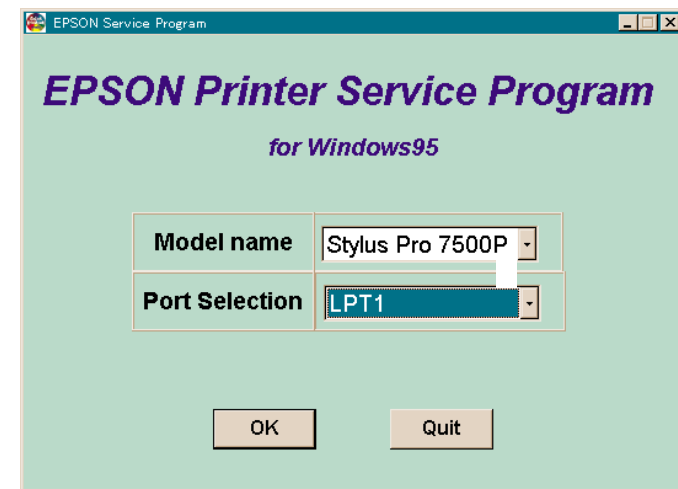 EPSON Service Program
EPSON Printer Service Program
for Windows95
Model name
Stylus Pro 7500P
Port Selection
LPT1
OK
Quit